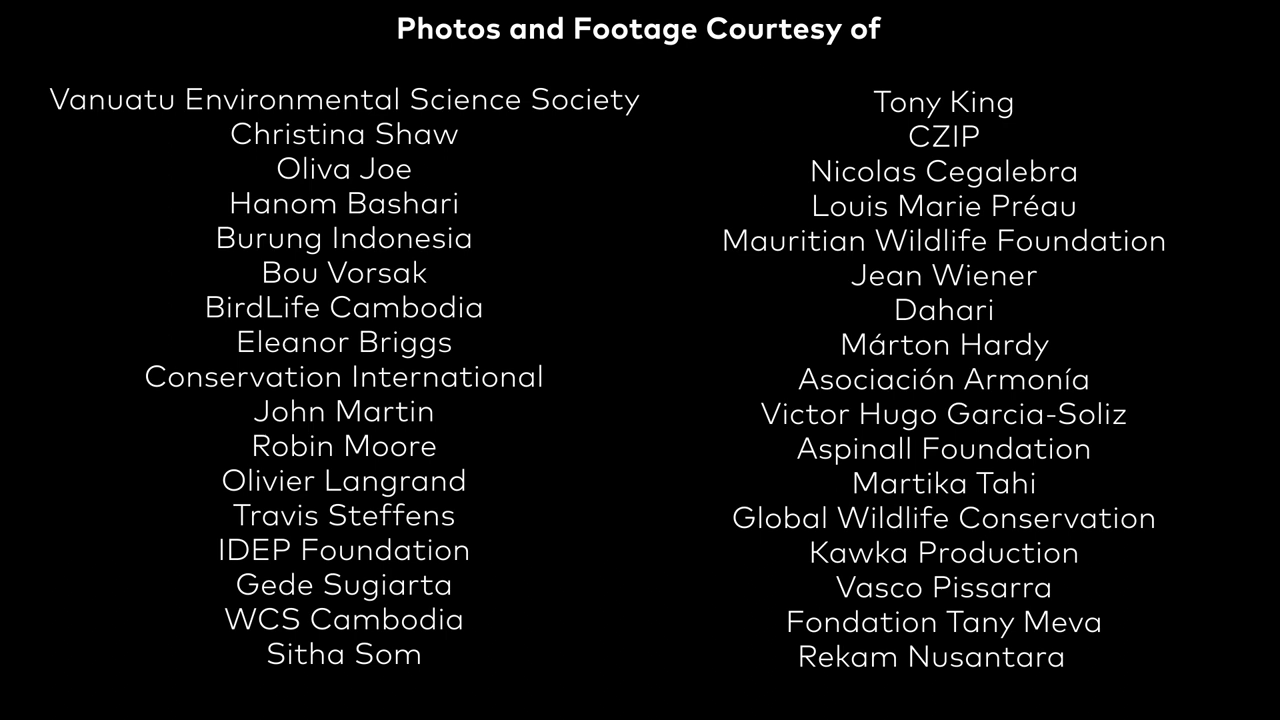 Photos and Footage Courtesy of
Vanuatu Environmental Science Society
Christina Shaw
Oliva Joe
Hanom Bashari
Burung Indonesia
Bou Vorsak
BirdLife Cambodia
Eleanor Briggs
Conservation International
John Martin
Robin Moore
Olivier Langrand
Travis Steffens
IDEP Foundation
Gede Sugiarta
WCS Cambodia
Sitha Som
Tony King
CZIP
Nicolas Cegalebra
Louis Marie Préau
Mauritian Wildlife Foundation
Jean Wiener
Dahari
Márton Hardy
Asociación Armonía
Victor Hugo Garcia-Soliz
Aspinall Foundation
Martika Tahi
Global Wildlife Conservation
Kawka Production
Vasco Pissarra
Fondation Tany Meva
Rekam Nusantara